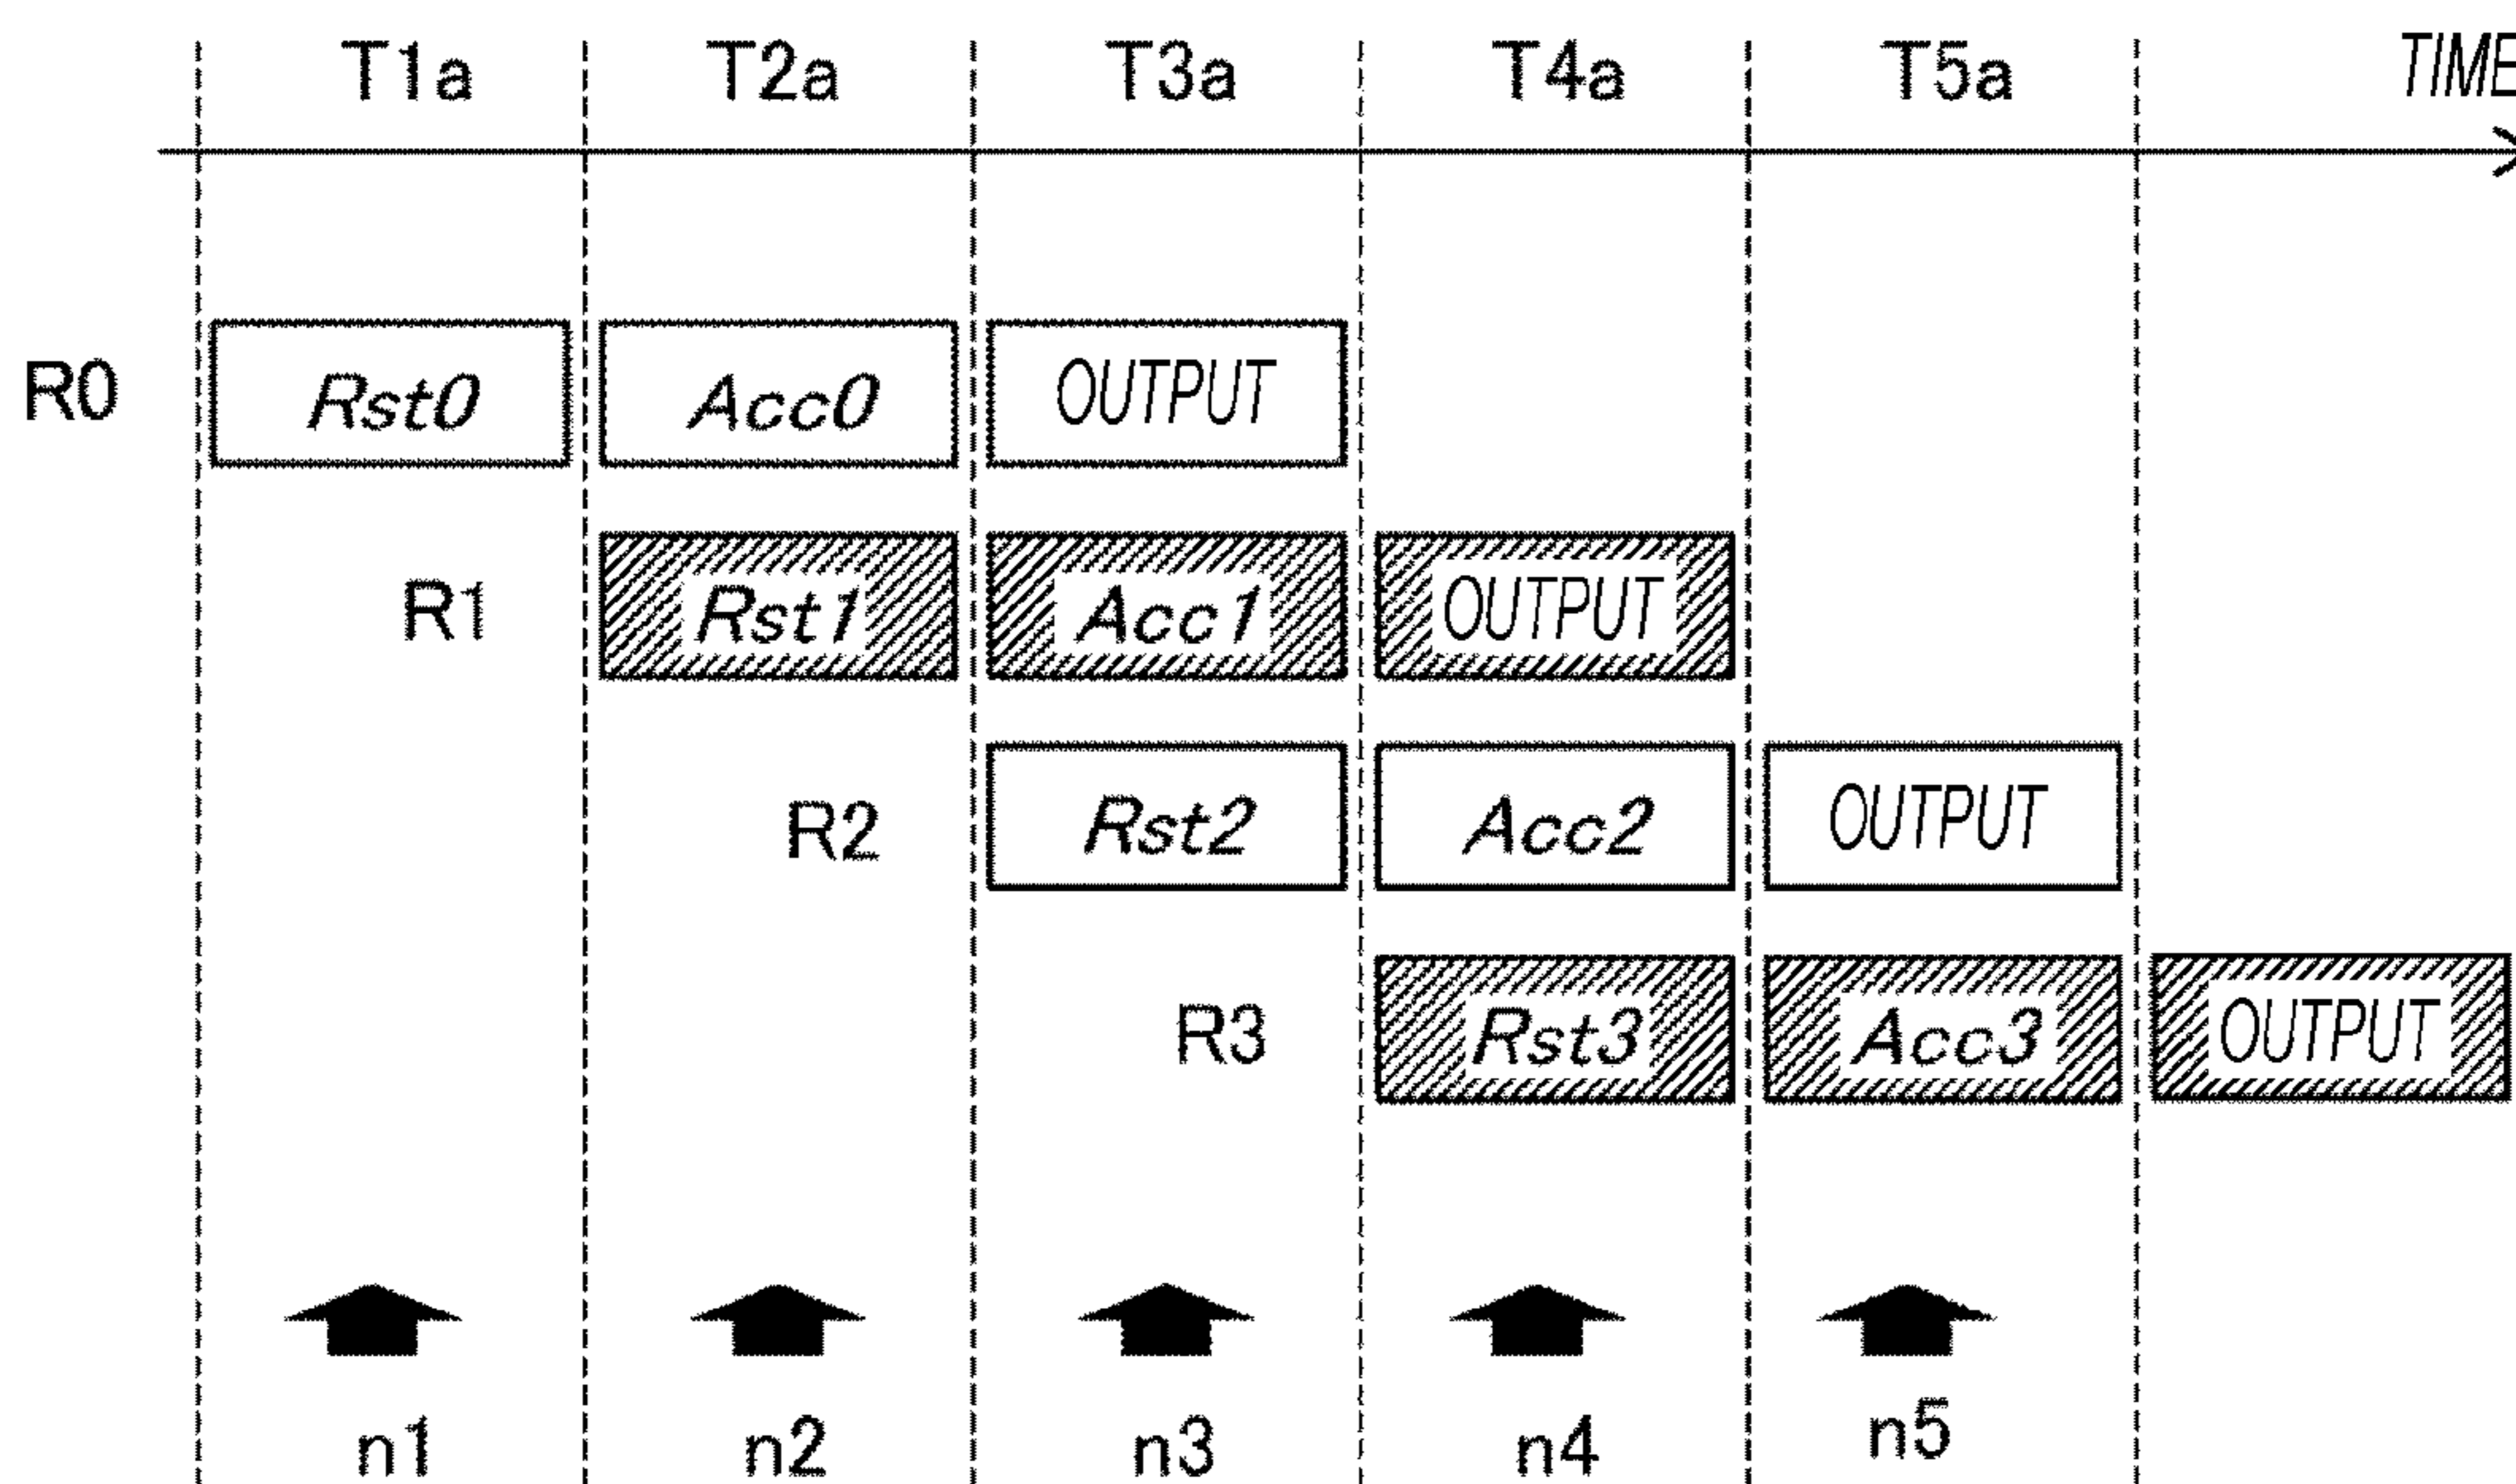 T1a T2a T3a T4a T5a TIME
R0 Rst0 Acc0 OUTPUT
R1 Rst1 Acc1 OUTPUT
R2 Rst2 Acc2 OUTPUT
R3 Rst3 Acc3 OUTPUT
n1 n2 n3 n4 n5